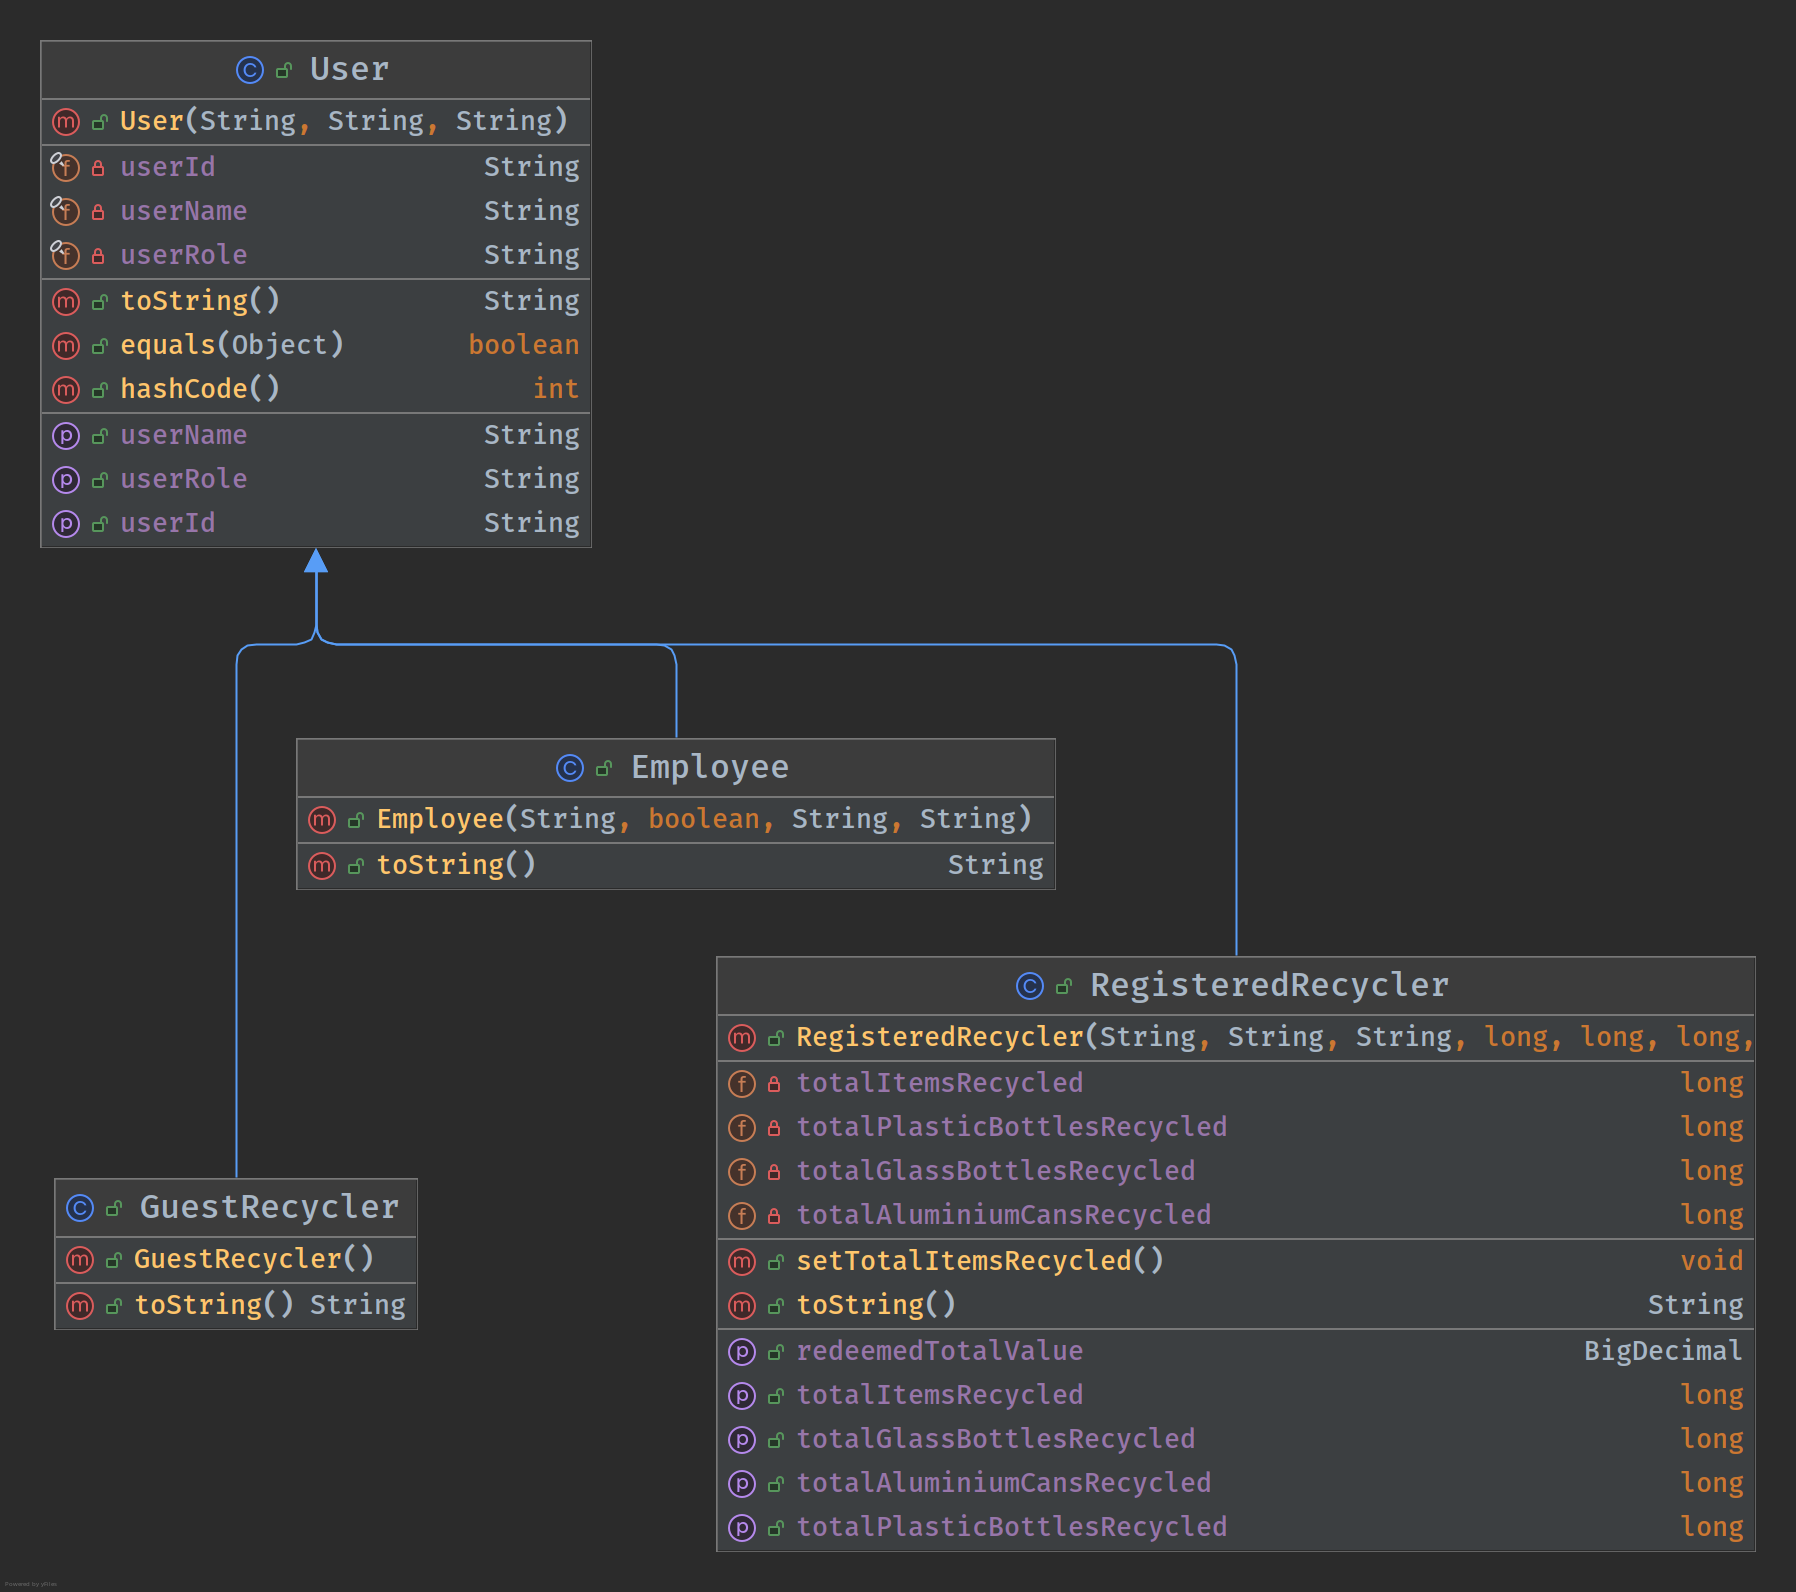 User
User(String, String, String)
userId String
userName String
userRole String
toString() String
equals(Object) boolean
hashCode() int
userName String
userRole String
userId String
Employee
Employee(String, boolean, String, String)
toString() String
RegisteredRecycler
RegisteredRecycler(String, String, String, long, long, long,
totalItemsRecycled long
totalPlasticBottlesRecycled long
totalGlassBottlesRecycled long
totalAluminiumCansRecycled long
setTotalItemsRecycled() void
toString() String
redeemedTotalValue BigDecimal
totalItemsRecycled long
totalGlassBottlesRecycled long
totalAluminiumCansRecycled long
totalPlasticBottlesRecycled long
GuestRecycler
GuestRecycler()
toString() String
Powered by yFiles